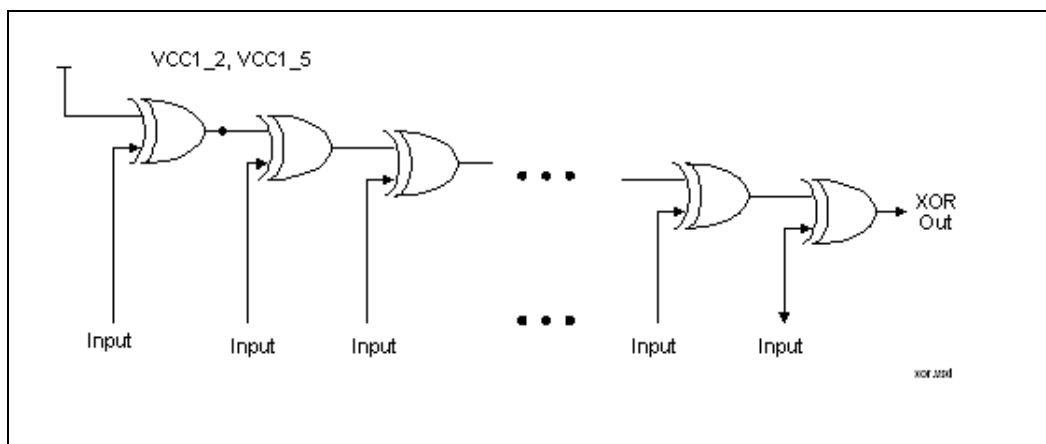 VCC1_2, VCC1_5
XOR
Out
Input
Input
Input
Input
Input
xor.vsd